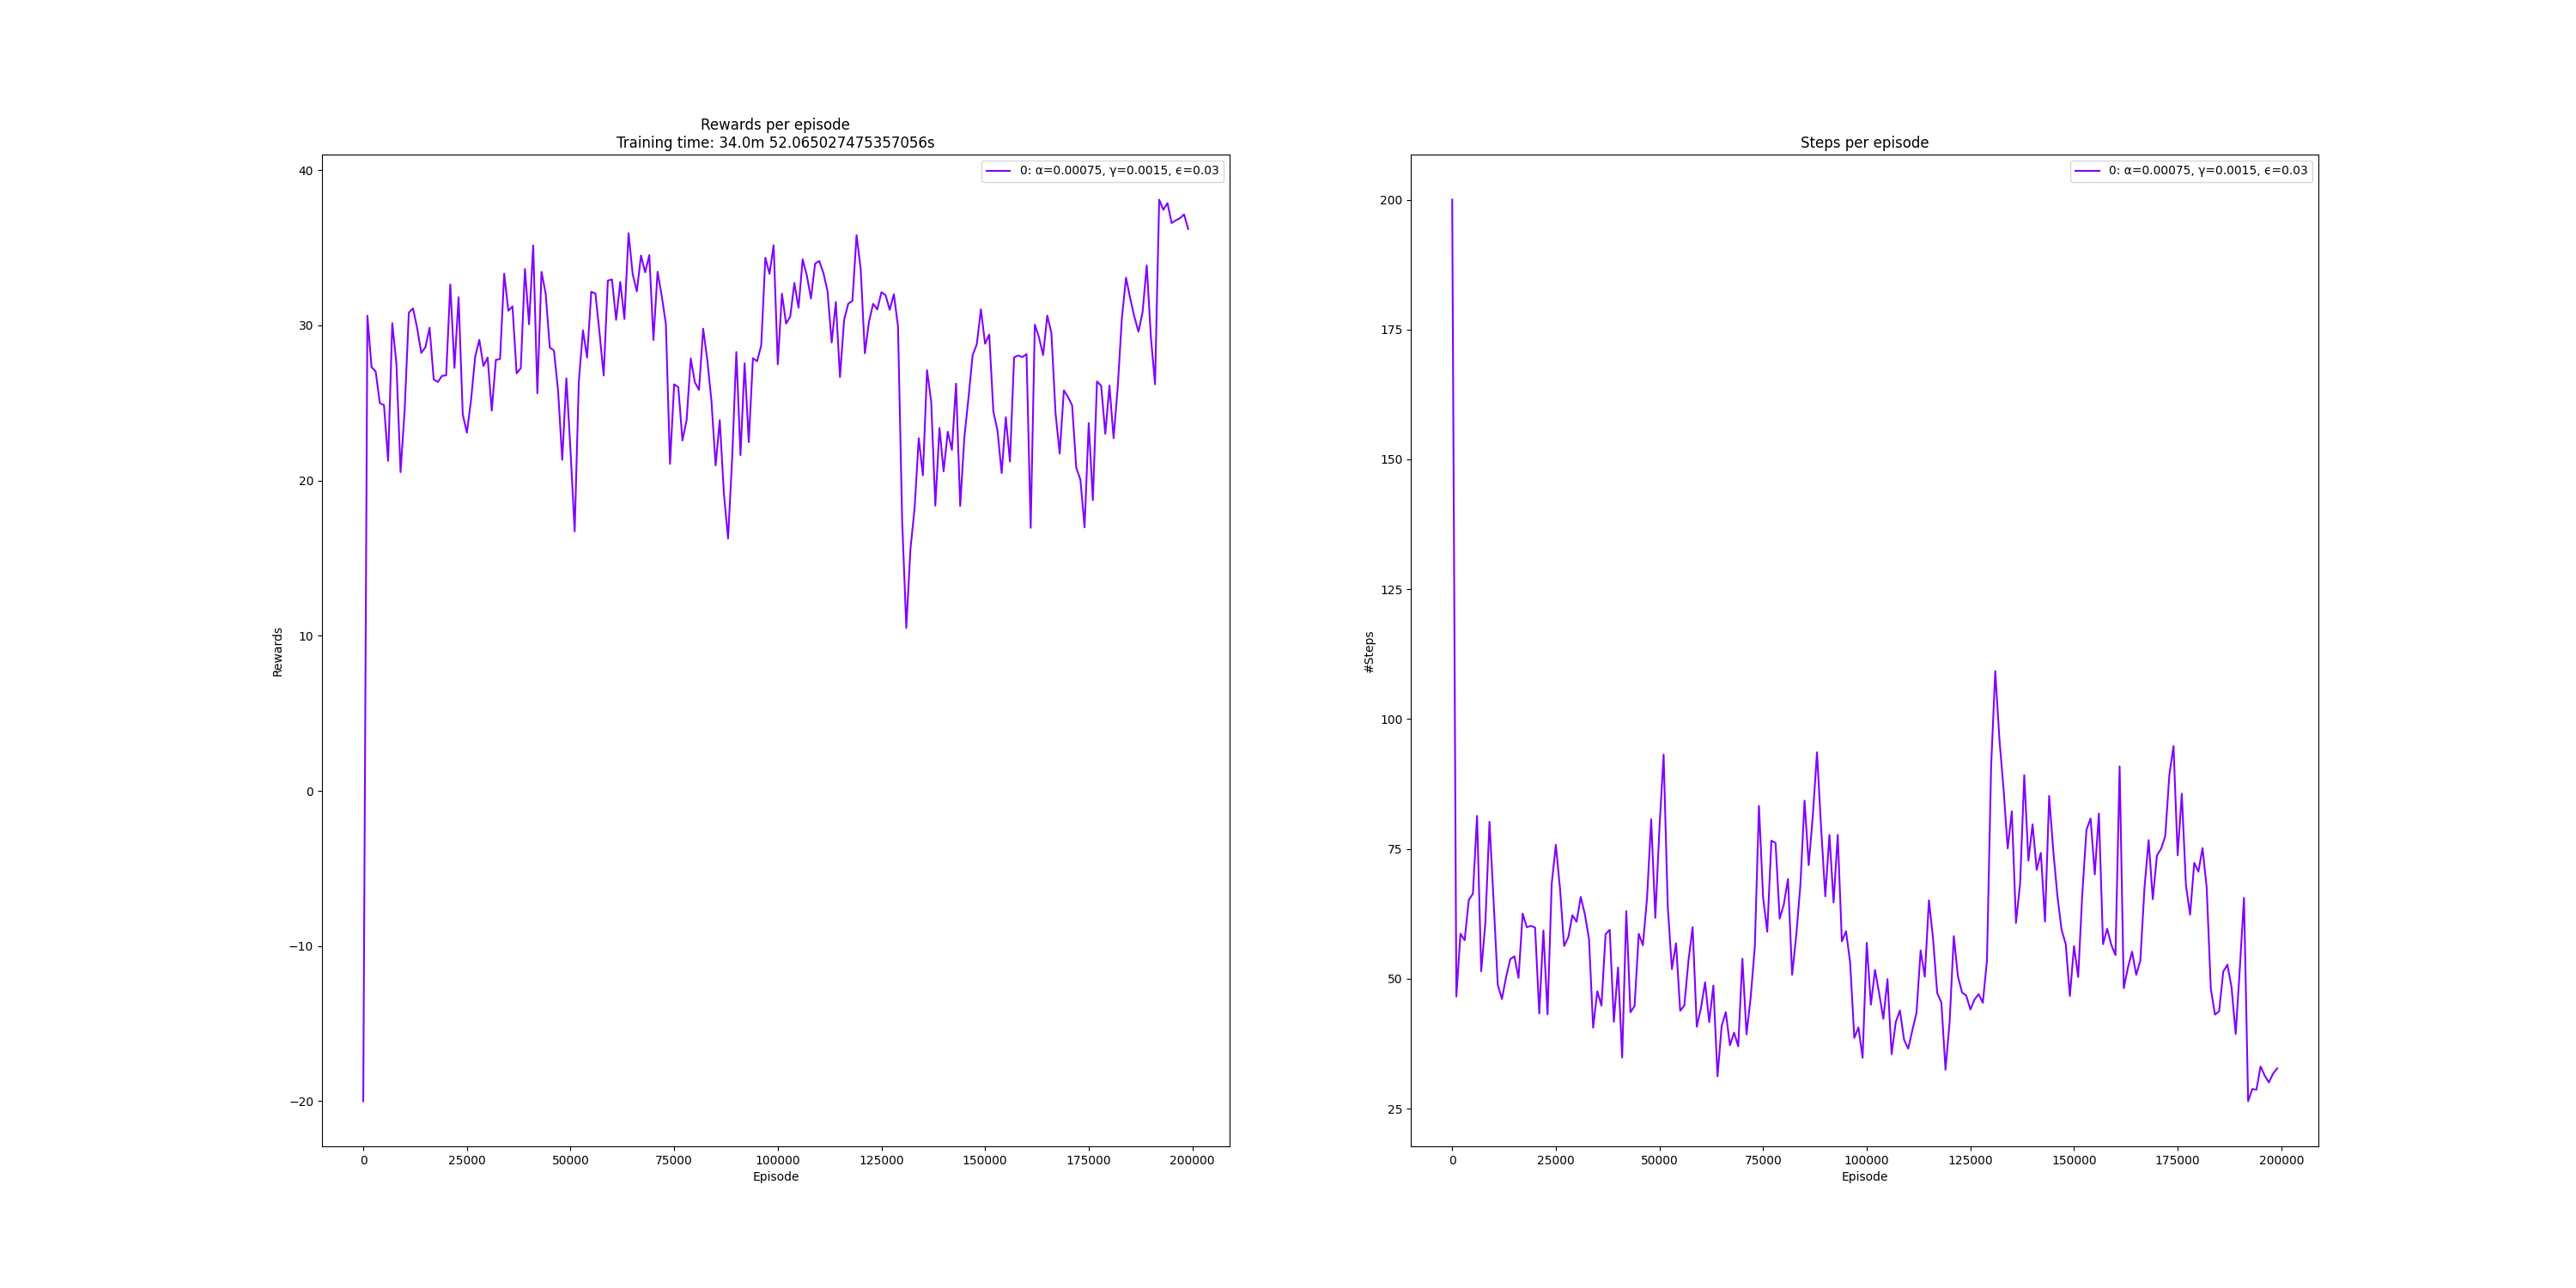 Rewards per episode
Training time: 34.0m 52.065027475357056s
0: α=0.00075, γ=0.0015, ϵ=0.03
40
30
20
10
0
−10
−20
Rewards
0 25000 50000 75000 100000 125000 150000 175000 200000
Episode
Steps per episode
0: α=0.00075, γ=0.0015, ϵ=0.03
200
175
150
125
100
75
50
25
#Steps
0 25000 50000 75000 100000 125000 150000 175000 200000
Episode